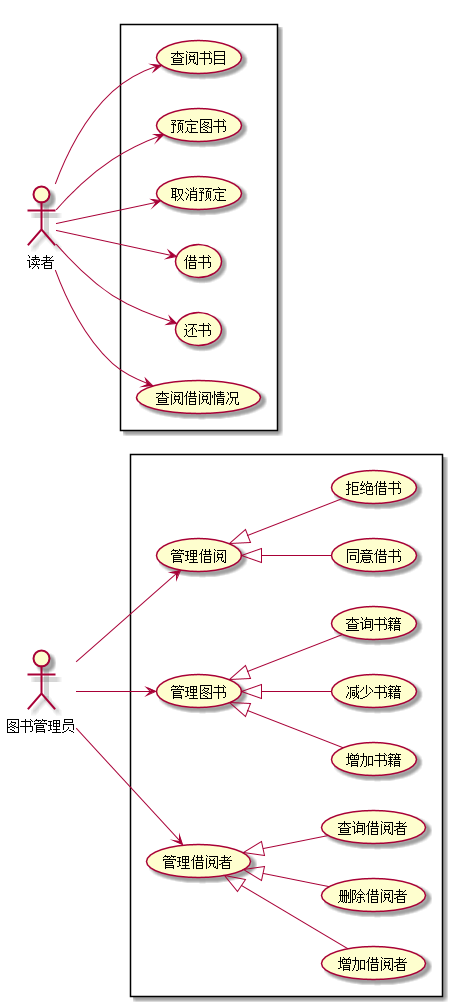 查阅书目
预定图书
取消预定
读者
借书
还书
查阅借阅情况
拒绝借书
管理借阅
同意借书
查询书籍
管理图书
减少书籍
图书管理员
增加书籍
查询借阅者
管理借阅者
删除借阅者
增加借阅者